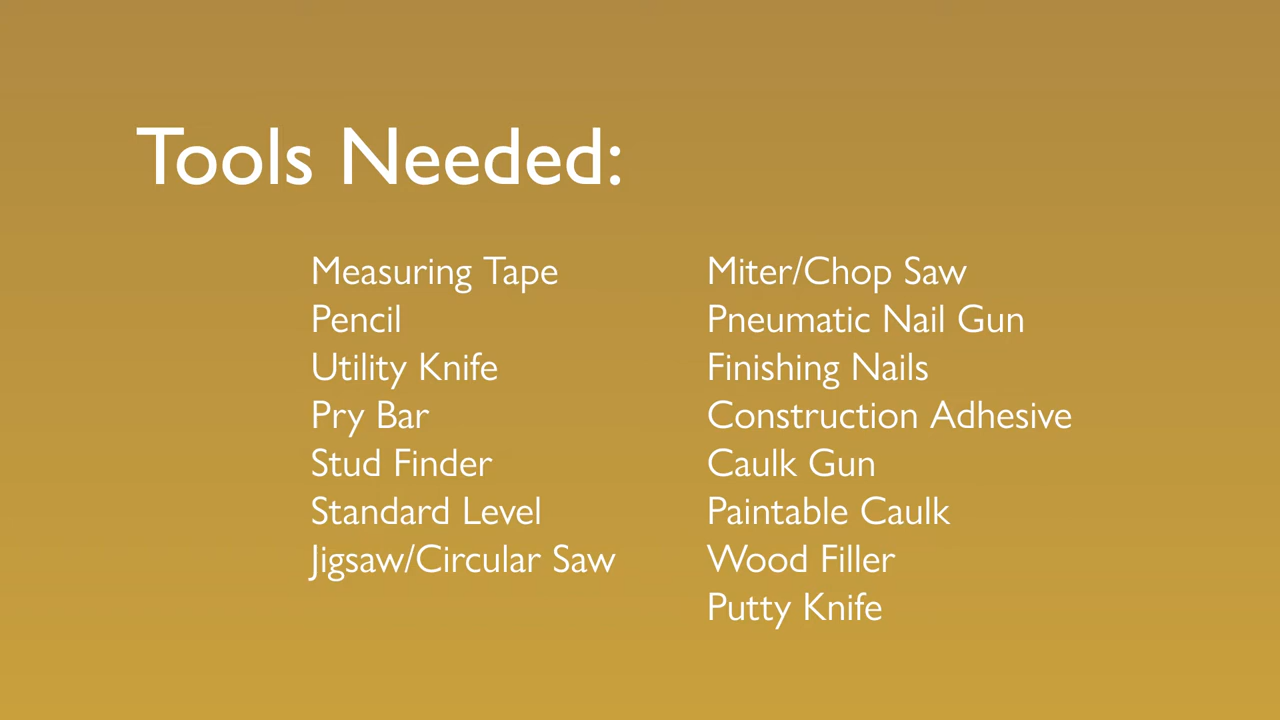 Tools Needed:
Measuring Tape
Pencil
Utility Knife
Pry Bar
Stud Finder
Standard Level
Jigsaw/Circular Saw
Miter/Chop Saw
Pneumatic Nail Gun
Finishing Nails
Construction Adhesive
Caulk Gun
Paintable Caulk
Wood Filler
Putty Knife